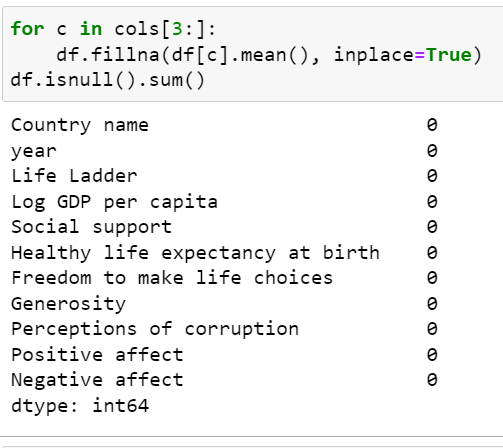 for c in cols[3:]:
    df.fillna(df[c].mean(), inplace=True)
df.isnull().sum()
Country name 0
year 0
Life Ladder 0
Log GDP per capita 0
Social support 0
Healthy life expectancy at birth 0
Freedom to make life choices 0
Generosity 0
Perceptions of corruption 0
Positive affect 0
Negative affect 0
dtype: int64